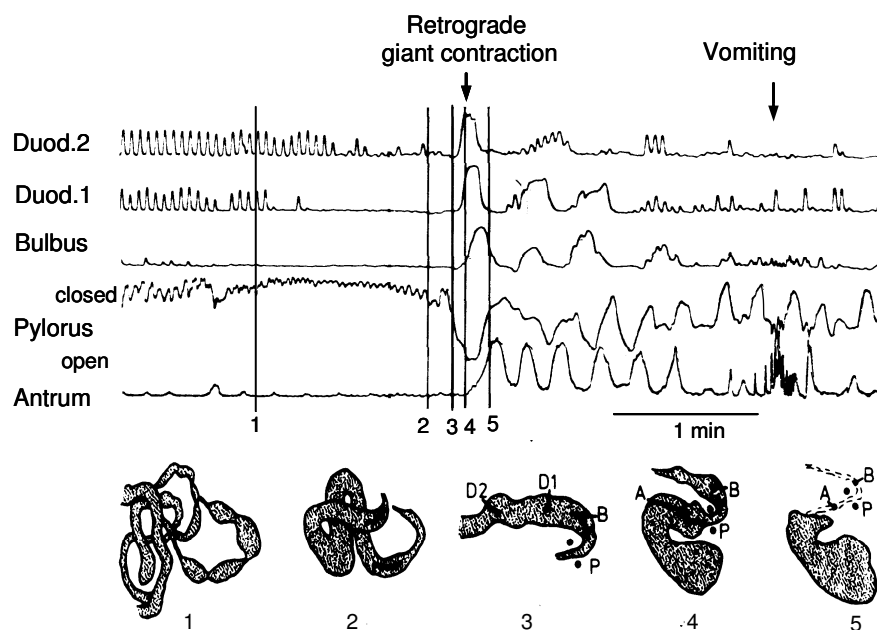 Retrograde
giant contraction
Vomiting
Duod.2
Duod.1
Bulbus
closed
Pylorus
open
Antrum
1 2 3 4 5
1 min
D2 D1 B P
A B P
A B P
1 2 3 4 5